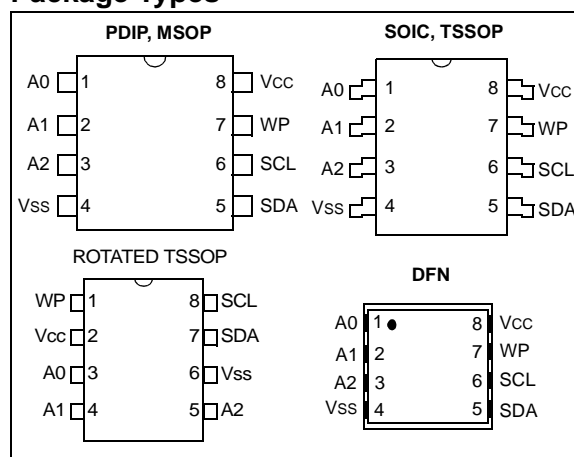 Package Types
PDIP, MSOP
A0 1 8 VCC
A1 2 7 WP
A2 3 6 SCL
VSS 4 5 SDA
SOIC, TSSOP
A0 1 8 VCC
A1 2 7 WP
A2 3 6 SCL
VSS 4 5 SDA
ROTATED TSSOP
WP 1 8 SCL
Vcc 2 7 SDA
A0 3 6 Vss
A1 4 5 A2
DFN
A0 1 8 VCC
A1 2 7 WP
A2 3 6 SCL
VSS 4 5 SDA